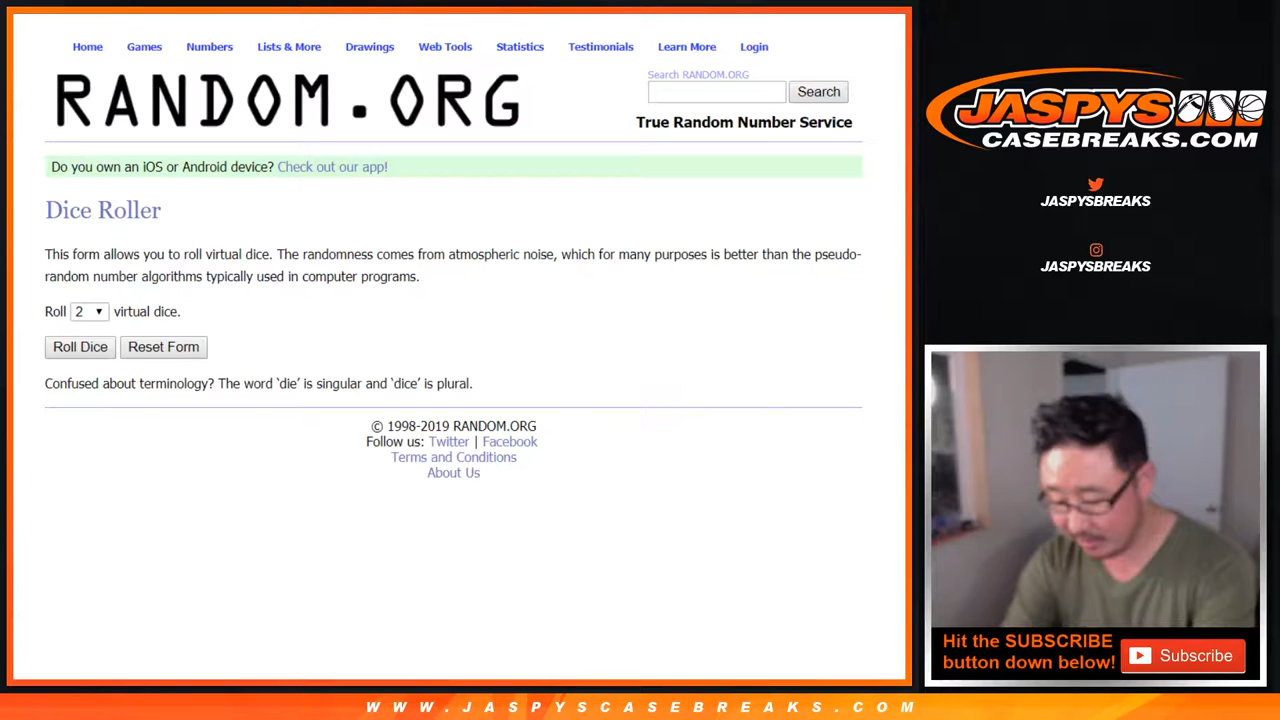 Home Games Numbers Lists & More Drawings Web Tools Statistics Testimonials Learn More Login
RANDOM.ORG
Search RANDOM.ORG
Search
True Random Number Service
Do you own an iOS or Android device? Check out our app!
Dice Roller
This form allows you to roll virtual dice. The randomness comes from atmospheric noise, which for many purposes is better than the pseudo-
random number algorithms typically used in computer programs.
Roll 2 virtual dice.
Roll Dice Reset Form
Confused about terminology? The word ‘die’ is singular and ‘dice’ is plural.
© 1998-2019 RANDOM.ORG
Follow us: Twitter | Facebook
Terms and Conditions
About Us
JASPYS
CASEBREAKS.COM
JASPYSBREAKS
JASPYSBREAKS
Hit the SUBSCRIBE
button down below!
Subscribe
WWW.JASPYSCASEBREAKS.COM